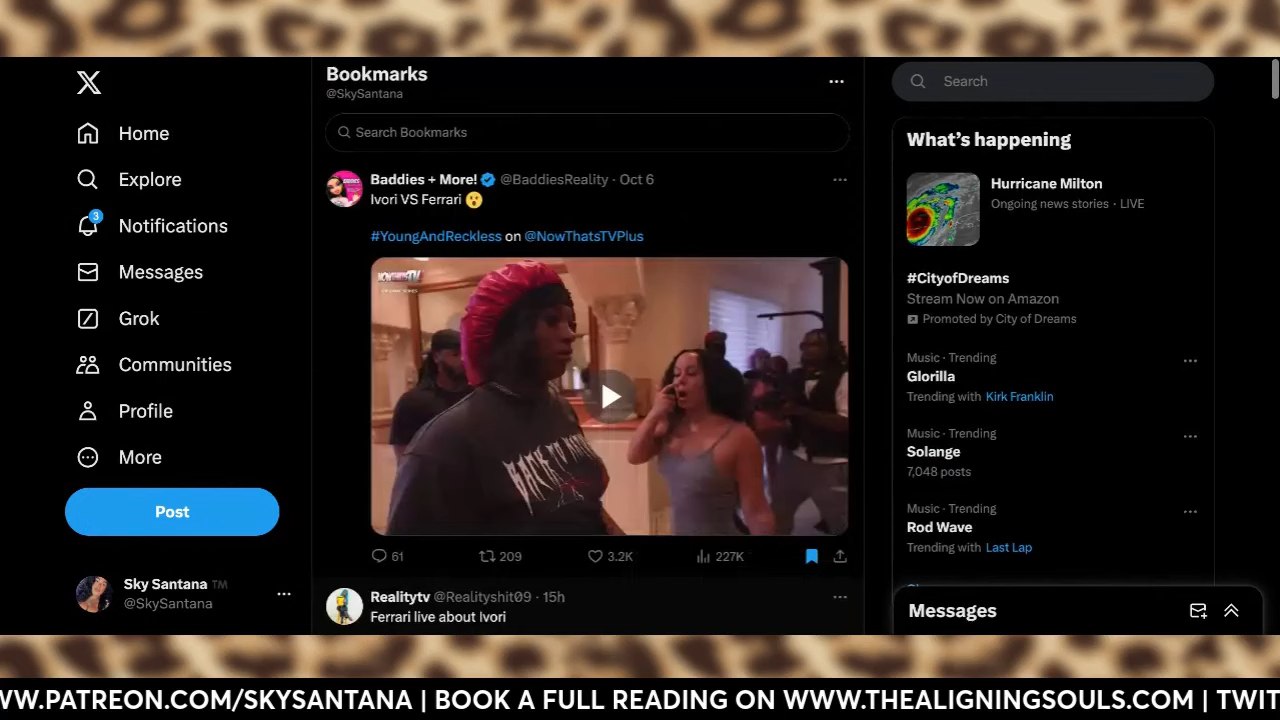 Bookmarks
@SkySantana
Search Bookmarks
Home
Explore
3
Notifications
Messages
Grok
Communities
Profile
More
Post
Sky Santana ™
@SkySantana
Baddies + More! @BaddiesReality · Oct 6
Ivori VS Ferrari 😮
#YoungAndReckless on @NowThatsTVPlus
61 209 3.2K 227K
Realitytv @Realityshit09 · 15h
Ferrari live about Ivori
Search
What's happening
Hurricane Milton
Ongoing news stories · LIVE
#CityofDreams
Stream Now on Amazon
Promoted by City of Dreams
Music · Trending
Glorilla
Trending with Kirk Franklin
Music · Trending
Solange
7,048 posts
Music · Trending
Rod Wave
Trending with Last Lap
Messages
WW.PATREON.COM/SKYSANTANA | BOOK A FULL READING ON WWW.THEALIGNINGSOULS.COM | TWIT